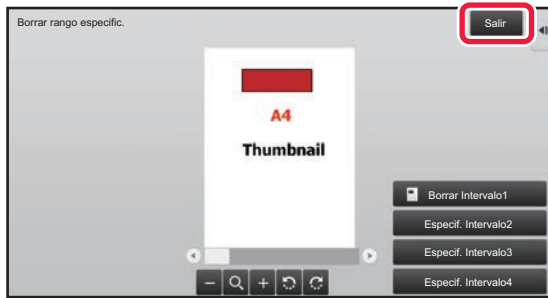 Borrar rango especific.
Salir
A4
Thumbnail
Borrar Intervalo1
Especif. Intervalo2
Especif. Intervalo3
Especif. Intervalo4